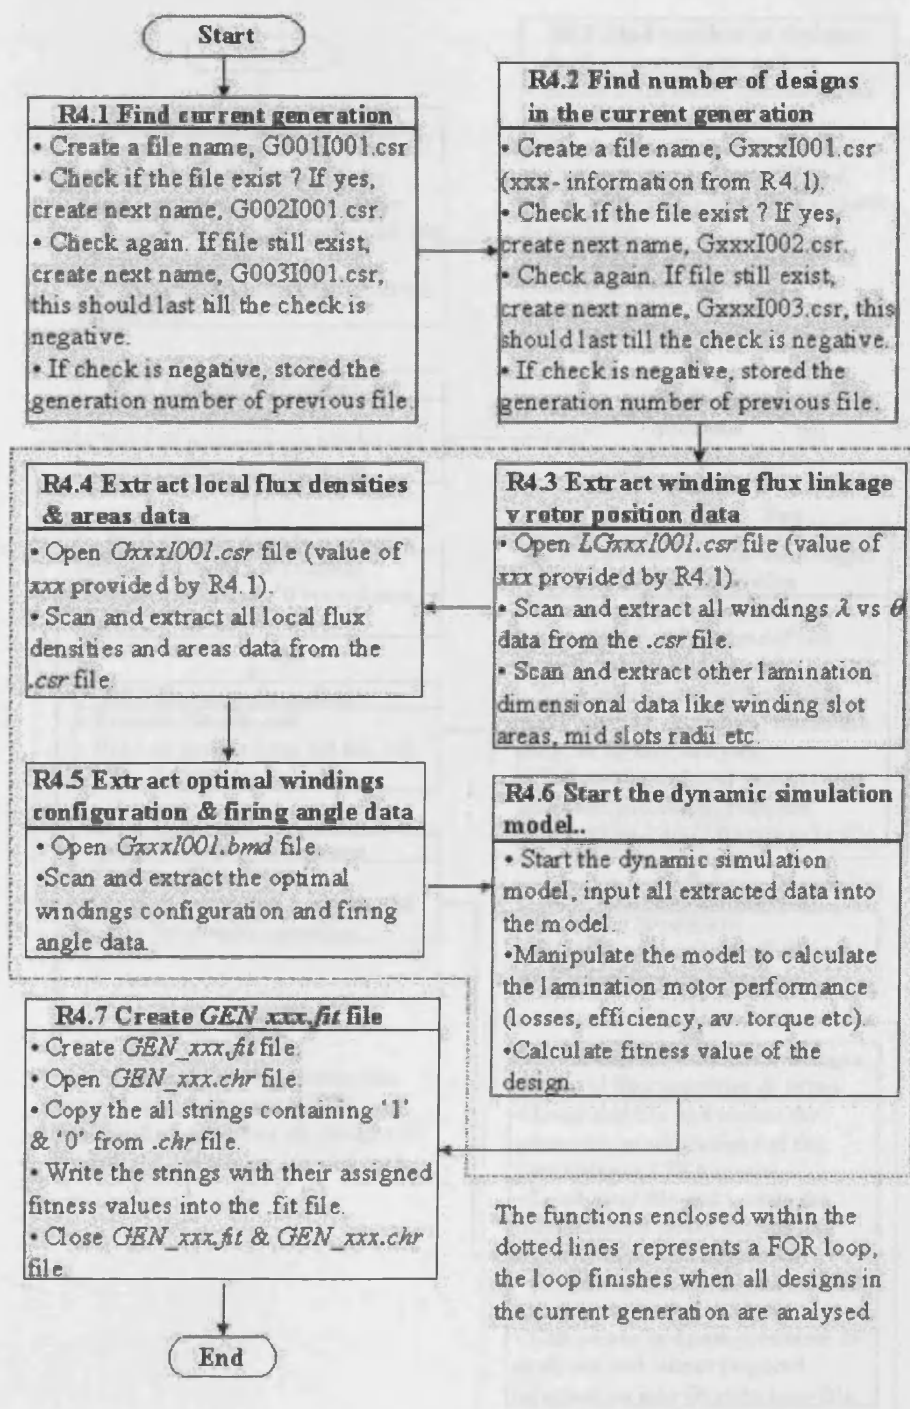 Start
R4.1 Find current generation
• Create a file name, G001I001.csr
• Check if the file exist ? If yes,
create next name, G002I001.csr.
• Check again. If file still exist,
create next name, G003I001.csr,
this should last till the check is
negative.
• If check is negative, stored the
generation number of previous file.
R4.2 Find number of designs
in the current generation
• Create a file name, GxxxI001.csr
(xxx- information from R4.1).
• Check if the file exist ? If yes,
create next name, GxxxI002.csr.
• Check again. If file still exist,
create next name, GxxxI003.csr, this
should last till the check is negative.
• If check is negative, stored the
generation number of previous file.
R4.3 Extract winding flux linkage
v rotor position data
• Open LGxxxI001.csr file (value of
xxx provided by R4.1).
• Scan and extract all windings λ vs θ
data from the .csr file.
• Scan and extract other lamination
dimensional data like winding slot
areas, mid slots radii etc.
R4.4 Extract local flux densities
& areas data
• Open GxxxI001.csr file (value of
xxx provided by R4.1).
• Scan and extract all local flux
densities and areas data from the
.csr file.
R4.5 Extract optimal windings
configuration & firing angle data
• Open GxxxI001.bmd file.
•Scan and extract the optimal
windings configuration and firing
angle data.
R4.6 Start the dynamic simulation
model..
• Start the dynamic simulation
model, input all extracted data into
the model.
•Manipulate the model to calculate
the lamination motor performance
(losses, efficiency, av. torque etc).
•Calculate fitness value of the
design.
R4.7 Create GEN_xxx.fit file
• Create GEN_xxx.fit file.
• Open GEN_xxx.chr file.
• Copy the all strings containing '1'
& '0' from .chr file.
• Write the strings with their assigned
fitness values into the .fit file.
• Close GEN_xxx.fit & GEN_xxx.chr
file.
End
The functions enclosed within the
dotted lines represents a FOR loop,
the loop finishes when all designs in
the current generation are analysed